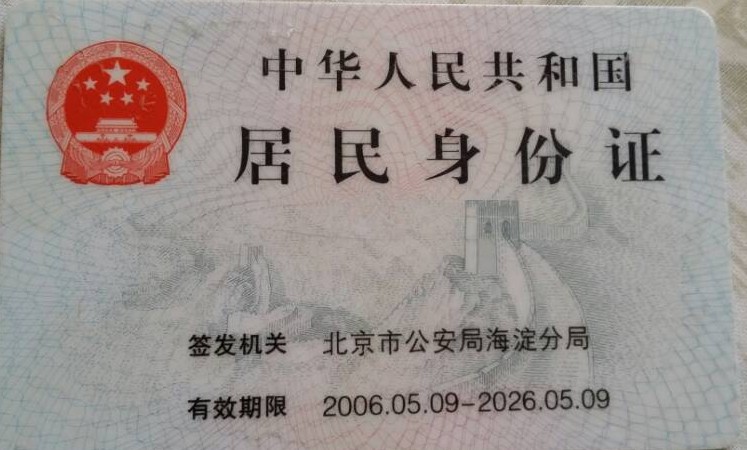 中华人民共和国
居民身份证
签发机关 北京市公安局海淀分局
有效期限 2006.05.09-2026.05.09